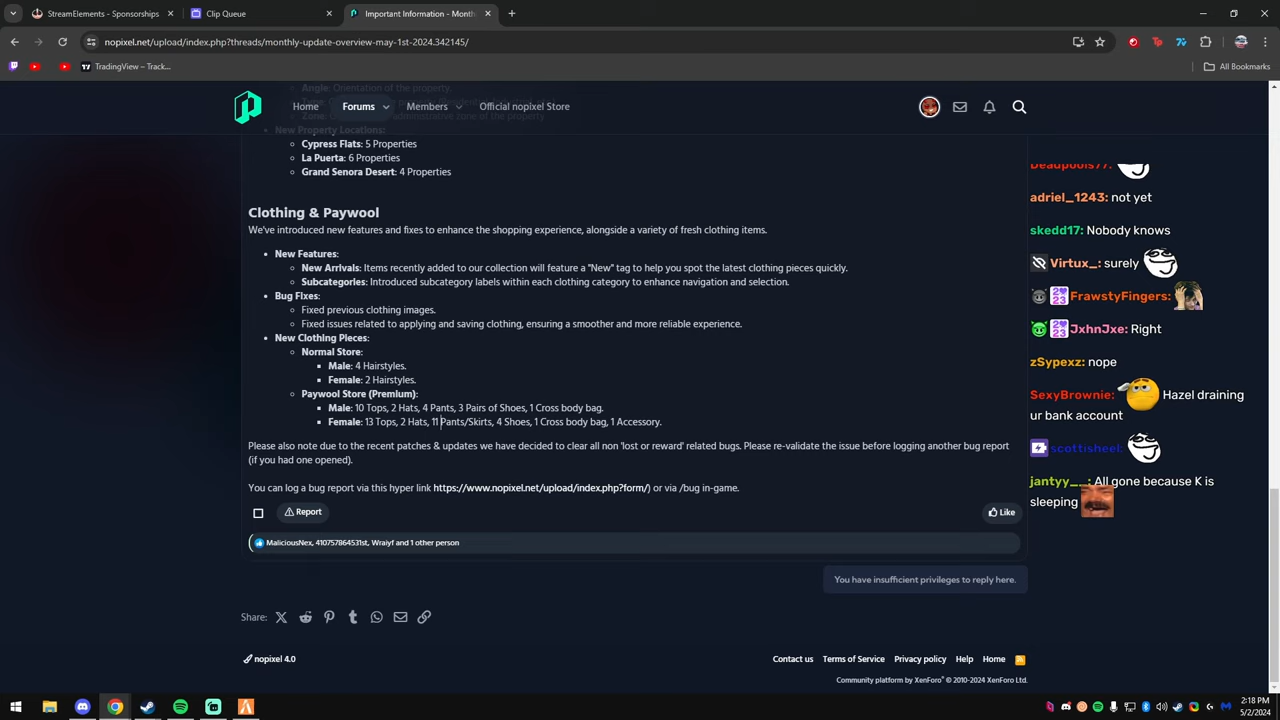 StreamElements - Sponsorships
Clip Queue
Important Information - Month
nopixel.net/upload/index.php?threads/monthly-update-overview-may-1st-2024.342145/
TradingView – Track...
All Bookmarks
Home
Forums
Members
Official nopixel Store
Angle: Orientation of the property.
Zone: administrative zone of the property
New Property Locations:
Cypress Flats: 5 Properties
La Puerta: 6 Properties
Grand Senora Desert: 4 Properties
Clothing & Paywool
We've introduced new features and fixes to enhance the shopping experience, alongside a variety of fresh clothing items.
New Features:
New Arrivals: Items recently added to our collection will feature a "New" tag to help you spot the latest clothing pieces quickly.
Subcategories: Introduced subcategory labels within each clothing category to enhance navigation and selection.
Bug Fixes:
Fixed previous clothing images.
Fixed issues related to applying and saving clothing, ensuring a smoother and more reliable experience.
New Clothing Pieces:
Normal Store:
Male: 4 Hairstyles.
Female: 2 Hairstyles.
Paywool Store (Premium):
Male: 10 Tops, 2 Hats, 4 Pants, 3 Pairs of Shoes, 1 Cross body bag.
Female: 13 Tops, 2 Hats, 11 Pants/Skirts, 4 Shoes, 1 Cross body bag, 1 Accessory.
Please also note due to the recent patches & updates we have decided to clear all non 'lost or reward' related bugs. Please re-validate the issue before logging another bug report
(if you had one opened).
You can log a bug report via this hyper link https://www.nopixel.net/upload/index.php?form/) or via /bug in-game.
Report
Like
MaliciousNex, 410757864531st, Wraiyf and 1 other person
You have insufficient privileges to reply here.
Share:
nopixel 4.0
Contact us
Terms of Service
Privacy policy
Help
Home
Community platform by XenForo® © 2010-2024 XenForo Ltd.
Deadpools77:
adriel_1243: not yet
skedd17: Nobody knows
Virtux_: surely
2023 FrawstyFingers:
2023 JxhnJxe: Right
zSypexz: nope
SexyBrownie: Hazel draining
ur bank account
scottisheel:
jantyy__: All gone because K is
sleeping
2:18 PM
5/2/2024